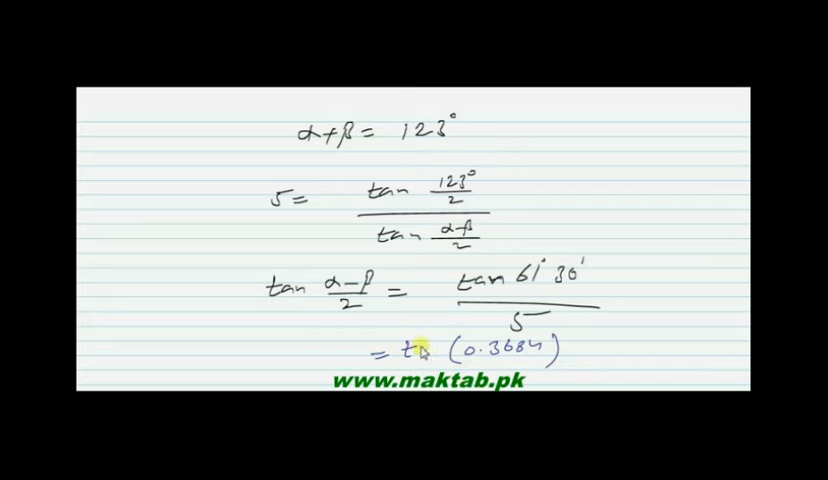 α+β = 123°
5 = tan 123°/2 / tan α-β/2
tan α-β/2 = tan 61° 30' / 5
= t (0.3684)
www.maktab.pk